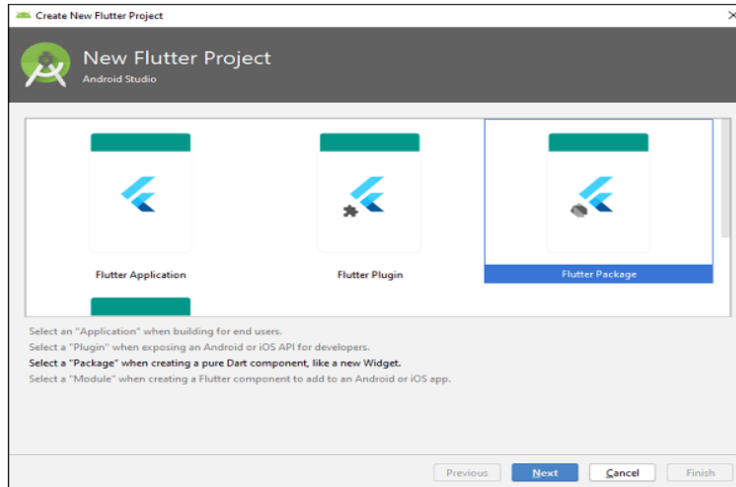 Create New Flutter Project
New Flutter Project
Android Studio
Flutter Application
Flutter Plugin
Flutter Package
Select an "Application" when building for end users.
Select a "Plugin" when exposing an Android or iOS API for developers.
Select a "Package" when creating a pure Dart component, like a new Widget.
Select a "Module" when creating a Flutter component to add to an Android or iOS app.
Previous
Next
Cancel
Finish